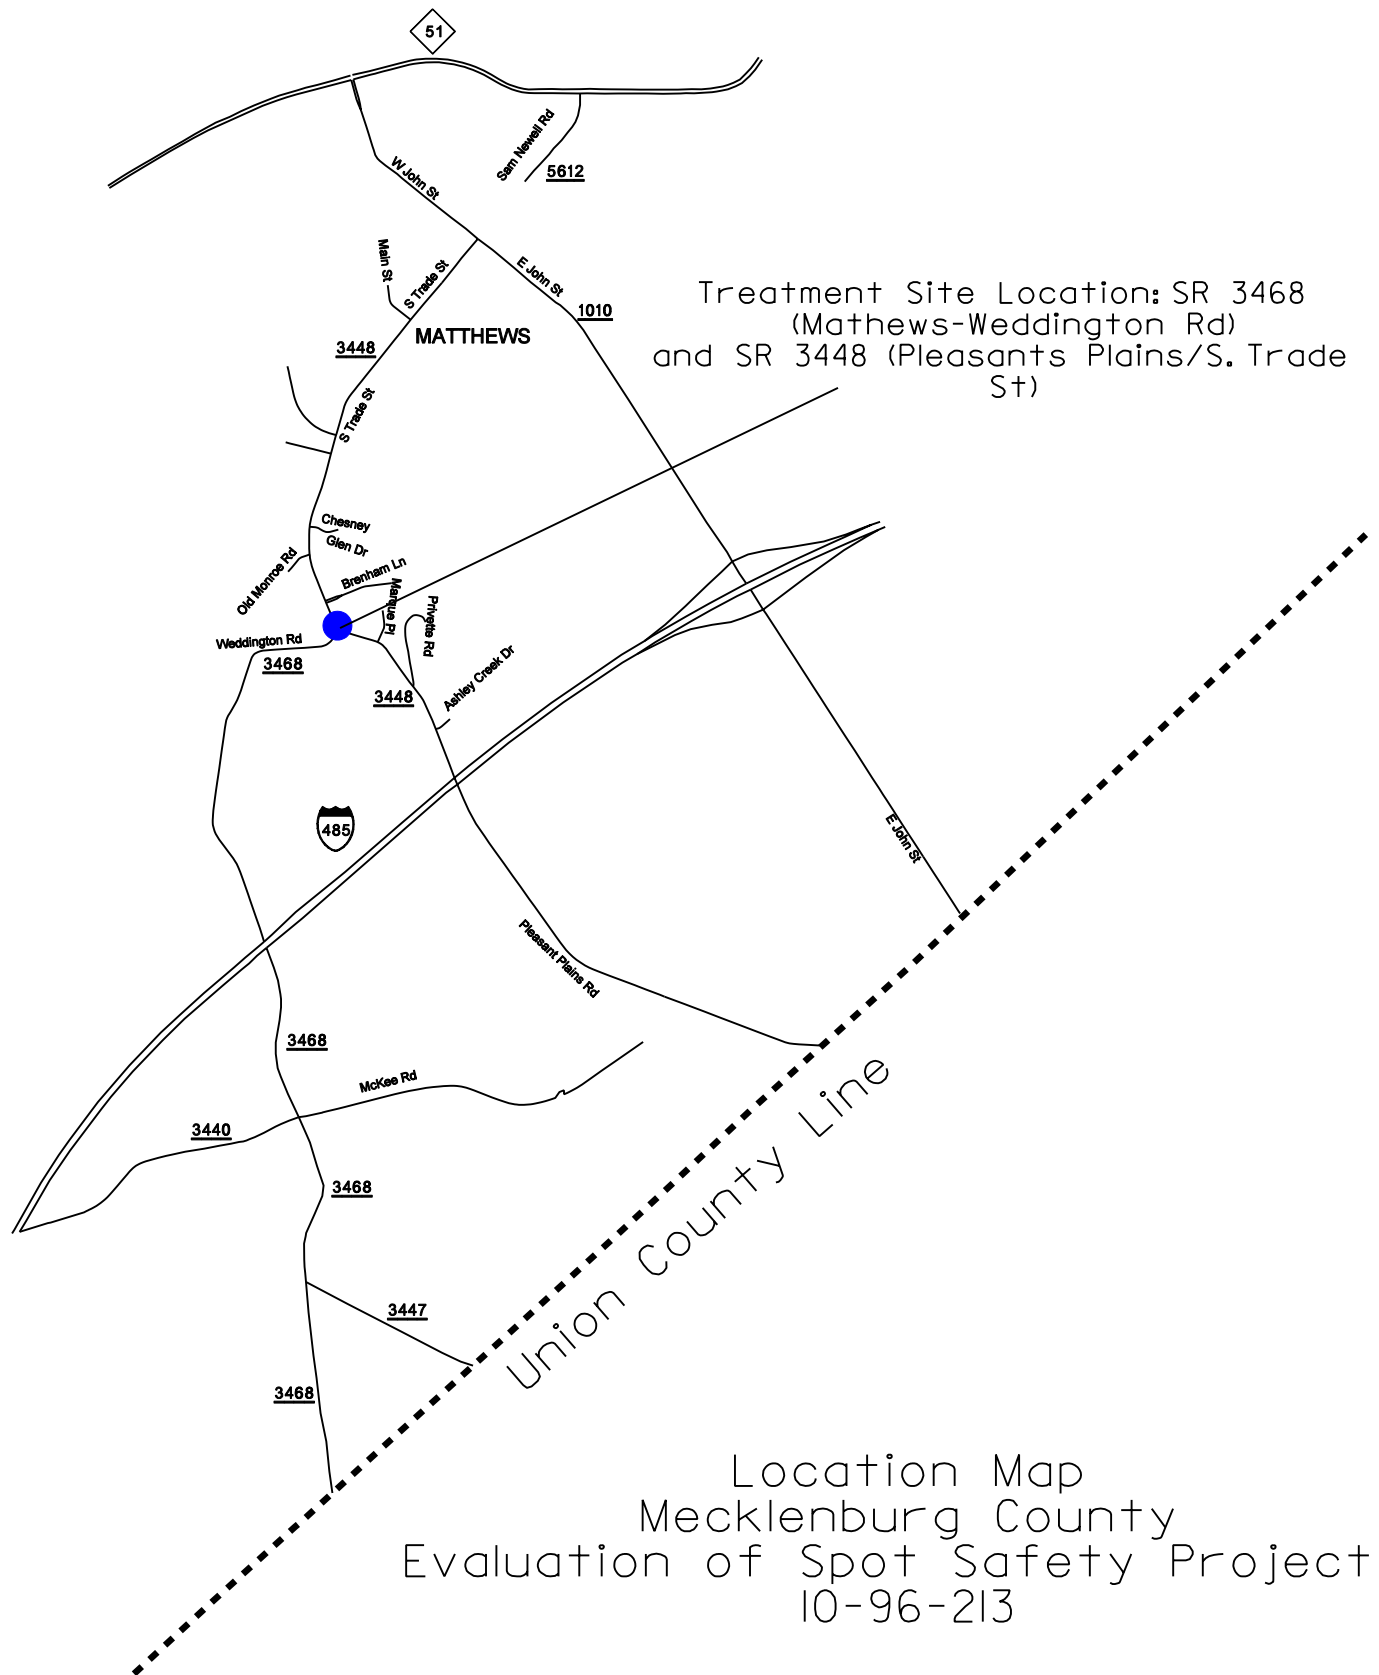 51
Sam Newell Rd
5612
W John St
Main St
S Trade St
E John St
1010
MATTHEWS
3448
Treatment Site Location: SR 3468
(Mathews-Weddington Rd)
and SR 3448 (Pleasants Plains/S. Trade
St)
S Trade St
Chesney
Glen Dr
Old Monroe Rd
Brenham Ln
Marque Pl
Privette Rd
Weddington Rd
3468
3448
Ashley Creek Dr
485
E John St
Pleasant Plains Rd
3468
McKee Rd
3440
3468
Union County Line
3447
3468
Location Map
Mecklenburg County
Evaluation of Spot Safety Project
10-96-213